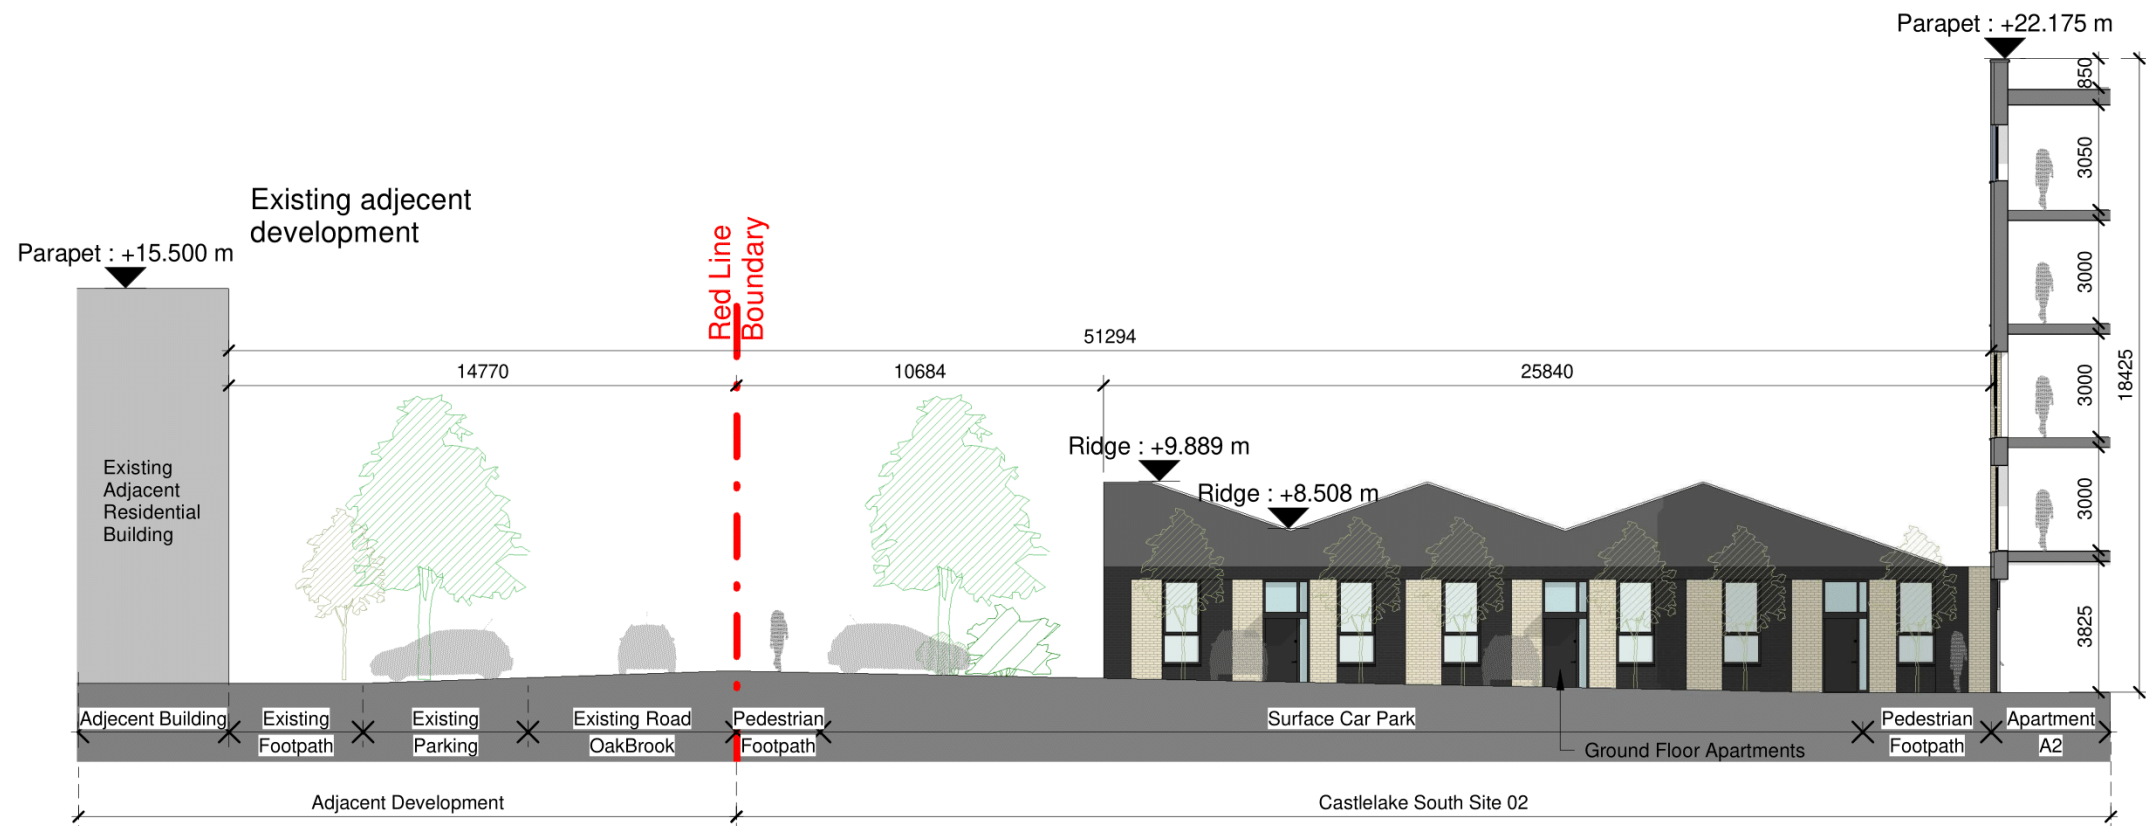 Parapet : +22.175 m
Existing adjecent
development
Parapet : +15.500 m
Red Line
Boundary
51294
14770
10684
25840
850
3050
3000
3000
3000
3825
18425
Ridge : +9.889 m
Ridge : +8.508 m
Existing
Adjacent
Residential
Building
Adjecent Building
Existing
Footpath
Existing
Parking
Existing Road
OakBrook
Pedestrian
Footpath
Surface Car Park
Ground Floor Apartments
Pedestrian
Footpath
Apartment
A2
Adjacent Development
Castlelake South Site 02